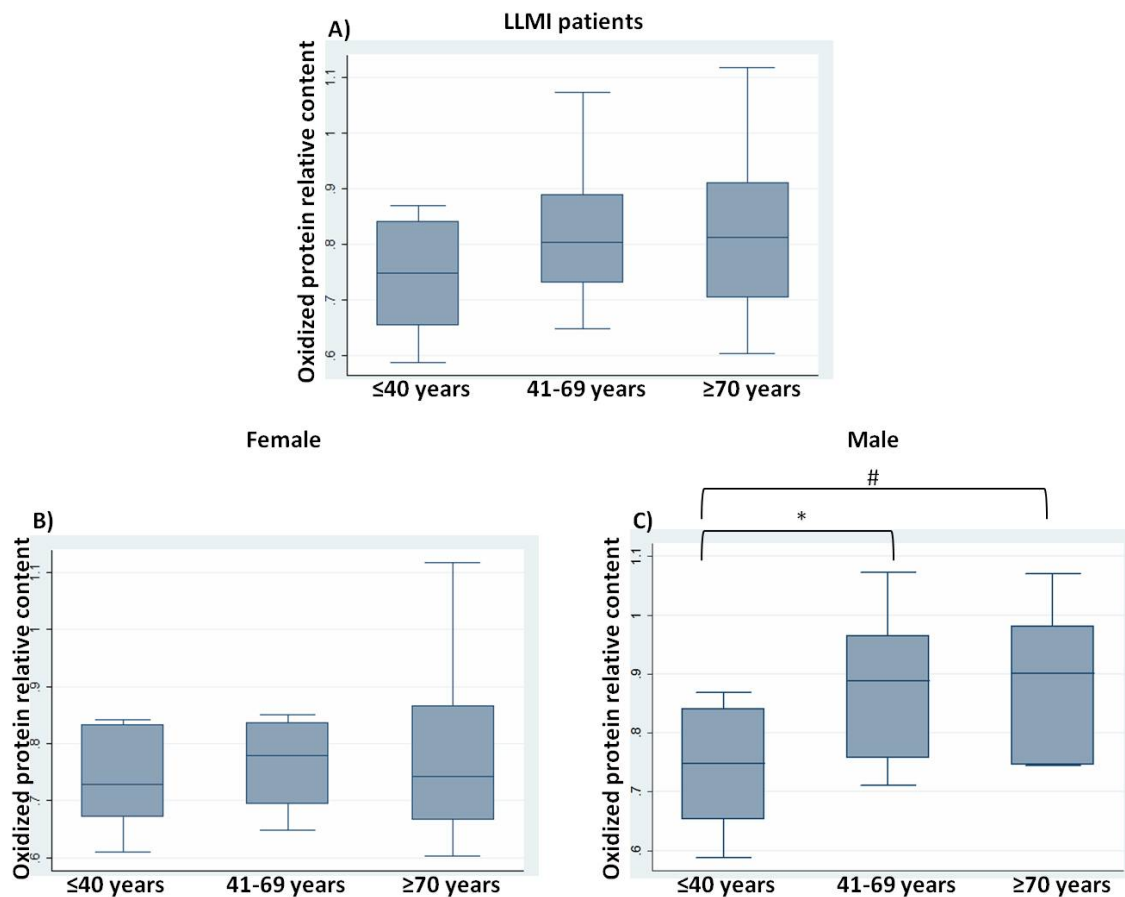 LLMI patients
A)
Oxidized protein relative content
1.1
1
.9
.8
.7
.6
≤40 years 41-69 years ≥70 years
Female
B)
Oxidized protein relative content
1.1
1
.9
.8
.7
.6
≤40 years 41-69 years ≥70 years
Male
#
*
C)
Oxidized protein relative content
1.1
1
.9
.8
.7
.6
≤40 years 41-69 years ≥70 years